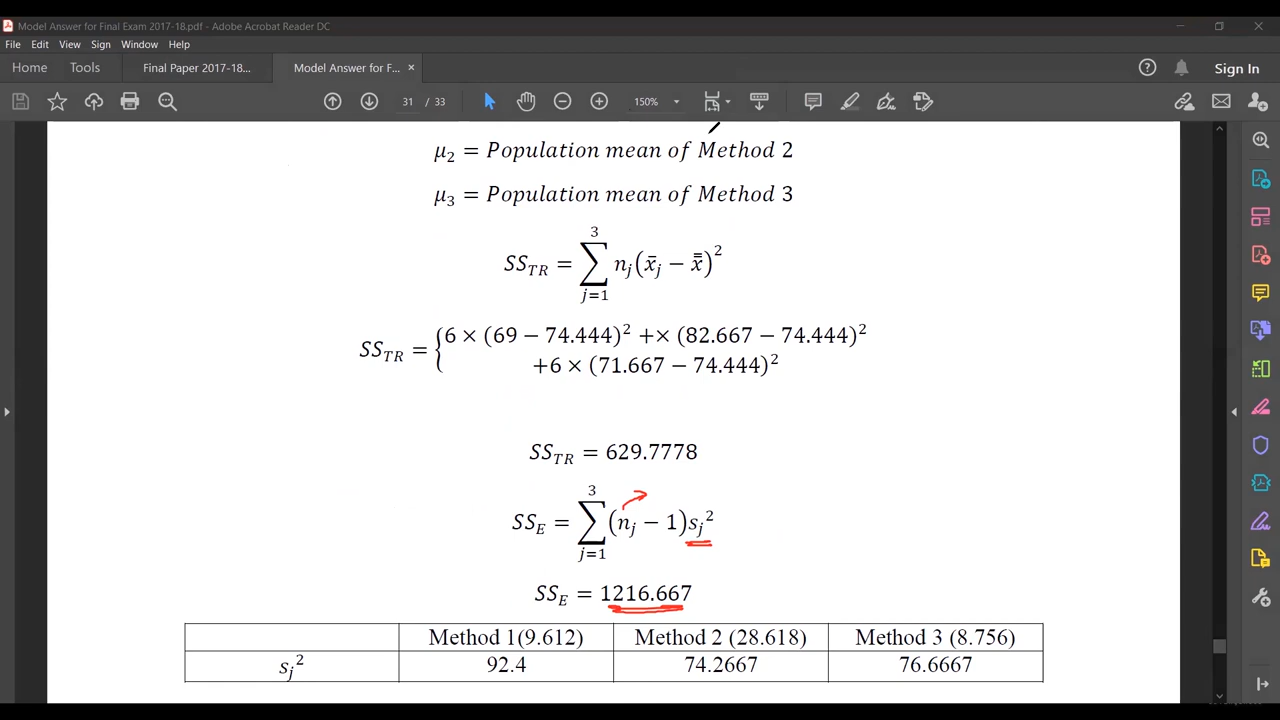 Model Answer for Final Exam 2017-18.pdf - Adobe Acrobat Reader DC
File Edit View Sign Window Help
Home Tools Final Paper 2017-18... Model Answer for F... × Sign In
31 / 33 150%
μ₂ = Population mean of Method 2
μ₃ = Population mean of Method 3
SS_TR = ∑_{j=1}^{3} n_j(x̄_j − x̿)²
SS_TR = { 6 × (69 − 74.444)² +× (82.667 − 74.444)²
+6 × (71.667 − 74.444)²
SS_TR = 629.7778
SS_E = ∑_{j=1}^{3} (n_j − 1)s_j²
SS_E = 1216.667
Method 1(9.612) Method 2 (28.618) Method 3 (8.756)
s_j² 92.4 74.2667 76.6667